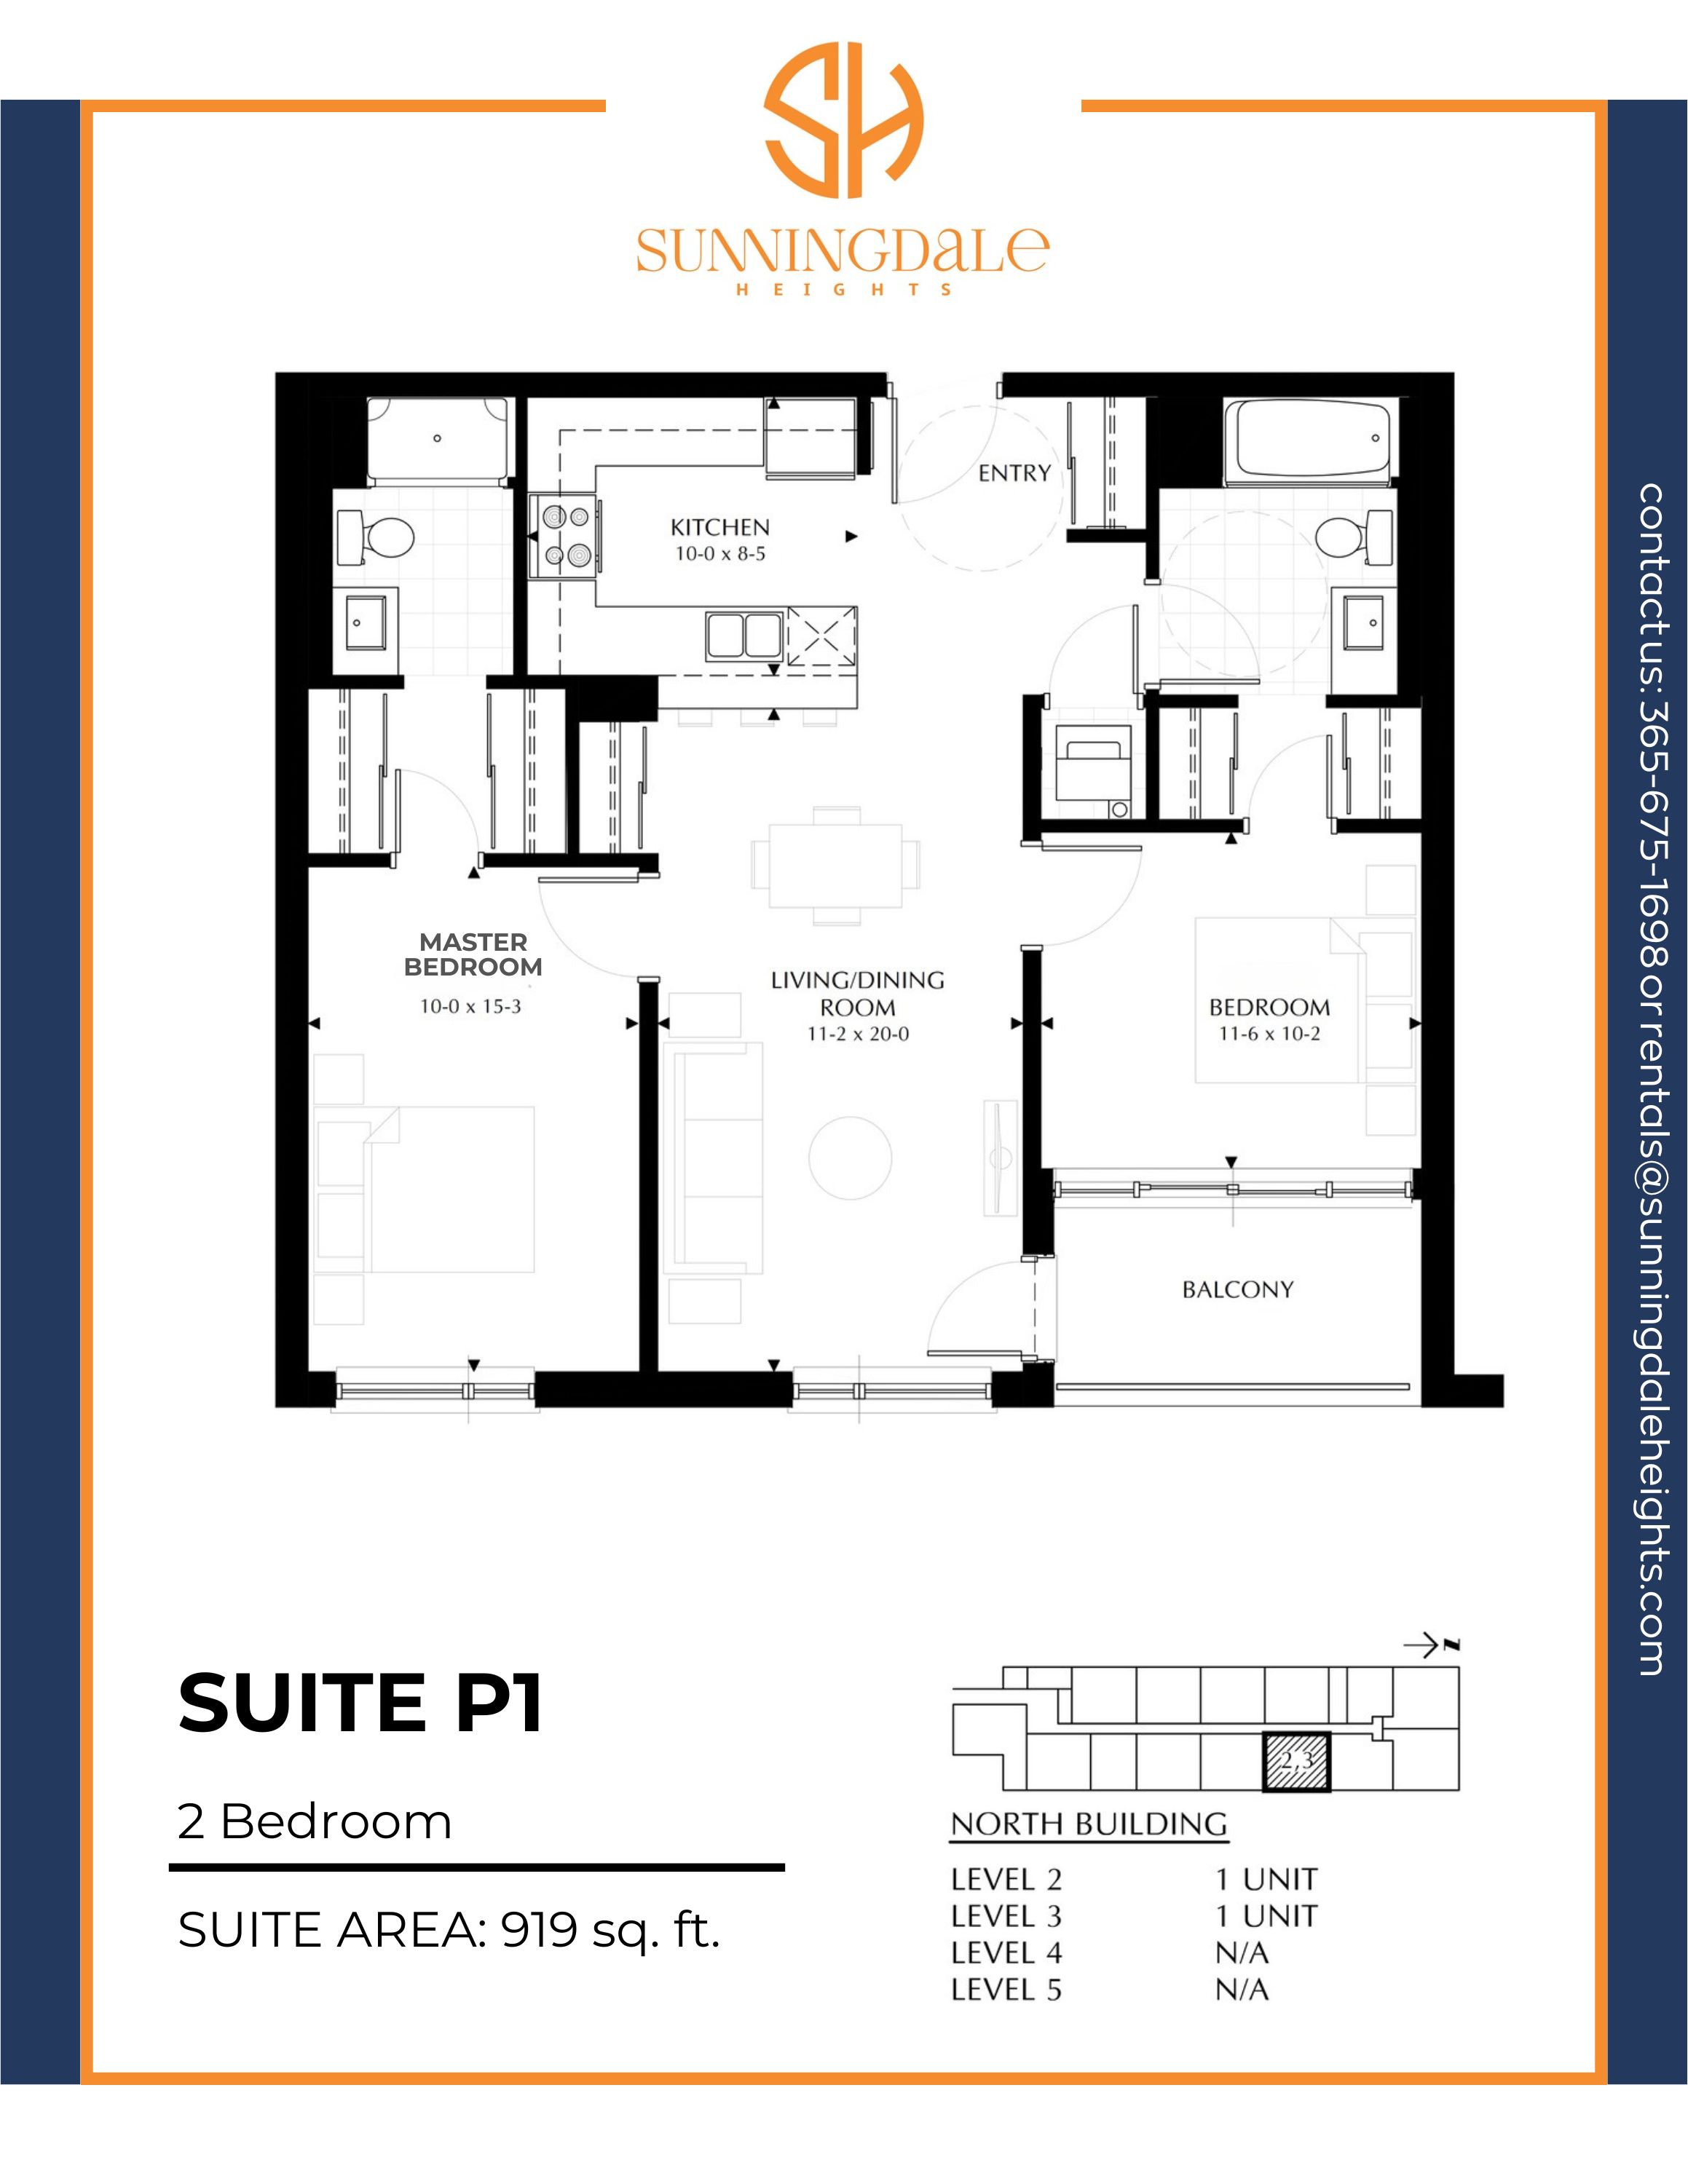 SUNNINGDALE
HEIGHTS
ENTRY
KITCHEN
10-0 x 8-5
MASTER
BEDROOM
10-0 x 15-3
LIVING/DINING
ROOM
11-2 x 20-0
BEDROOM
11-6 x 10-2
BALCONY
contact us: 365-675-1698 or rentals@sunningdaleheights.com
SUITE P1
2 Bedroom
SUITE AREA: 919 sq. ft.
N
2,3
NORTH BUILDING
LEVEL 2 1 UNIT
LEVEL 3 1 UNIT
LEVEL 4 N/A
LEVEL 5 N/A